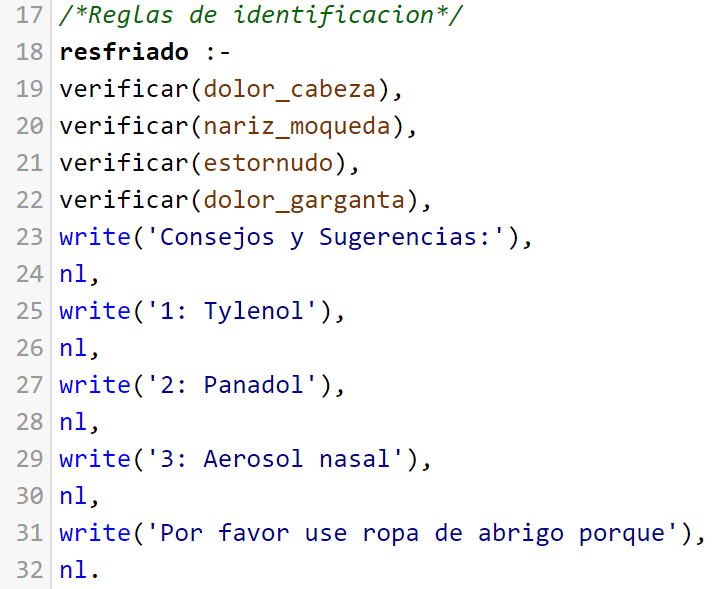 17 /*Reglas de identificacion*/
18 resfriado :-
19 verificar(dolor_cabeza),
20 verificar(nariz_moqueda),
21 verificar(estornudo),
22 verificar(dolor_garganta),
23 write('Consejos y Sugerencias:'),
24 nl,
25 write('1: Tylenol'),
26 nl,
27 write('2: Panadol'),
28 nl,
29 write('3: Aerosol nasal'),
30 nl,
31 write('Por favor use ropa de abrigo porque'),
32 nl.